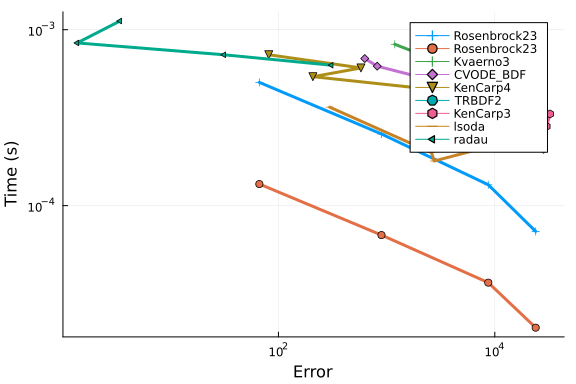 10⁻³
10⁻⁴
Time (s)
10²
10⁴
Error
Rosenbrock23
Rosenbrock23
Kvaerno3
CVODE_BDF
KenCarp4
TRBDF2
KenCarp3
lsoda
radau